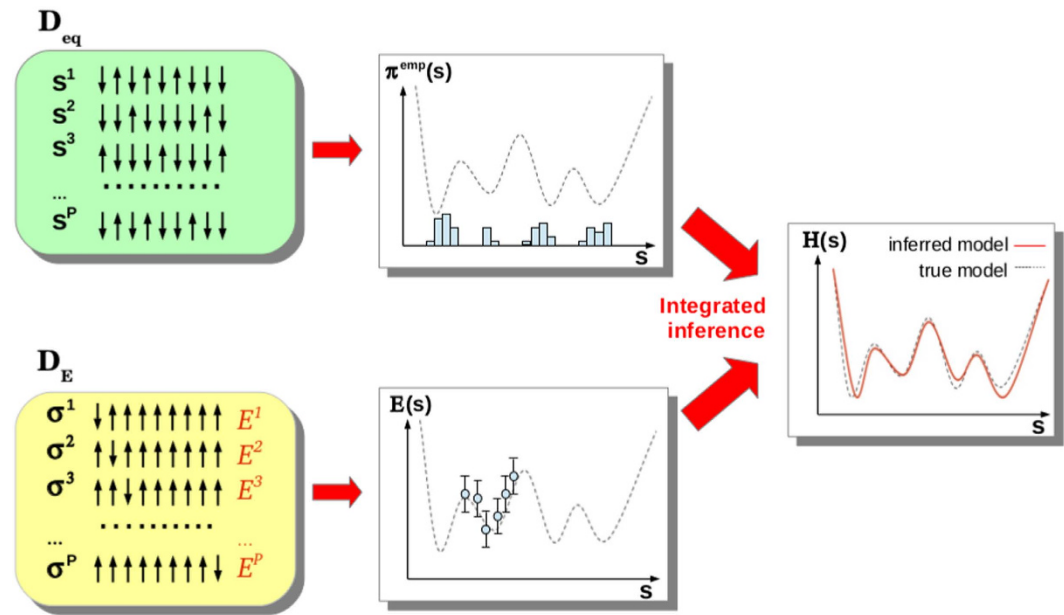 D_eq
s^1
s^2
s^3
...
s^P
π^emp(s)
s
D_E
σ^1 E^1
σ^2 E^2
σ^3 E^3
... ...
σ^P E^P
E(s)
s
Integrated
inference
H(s)
inferred model
true model
s